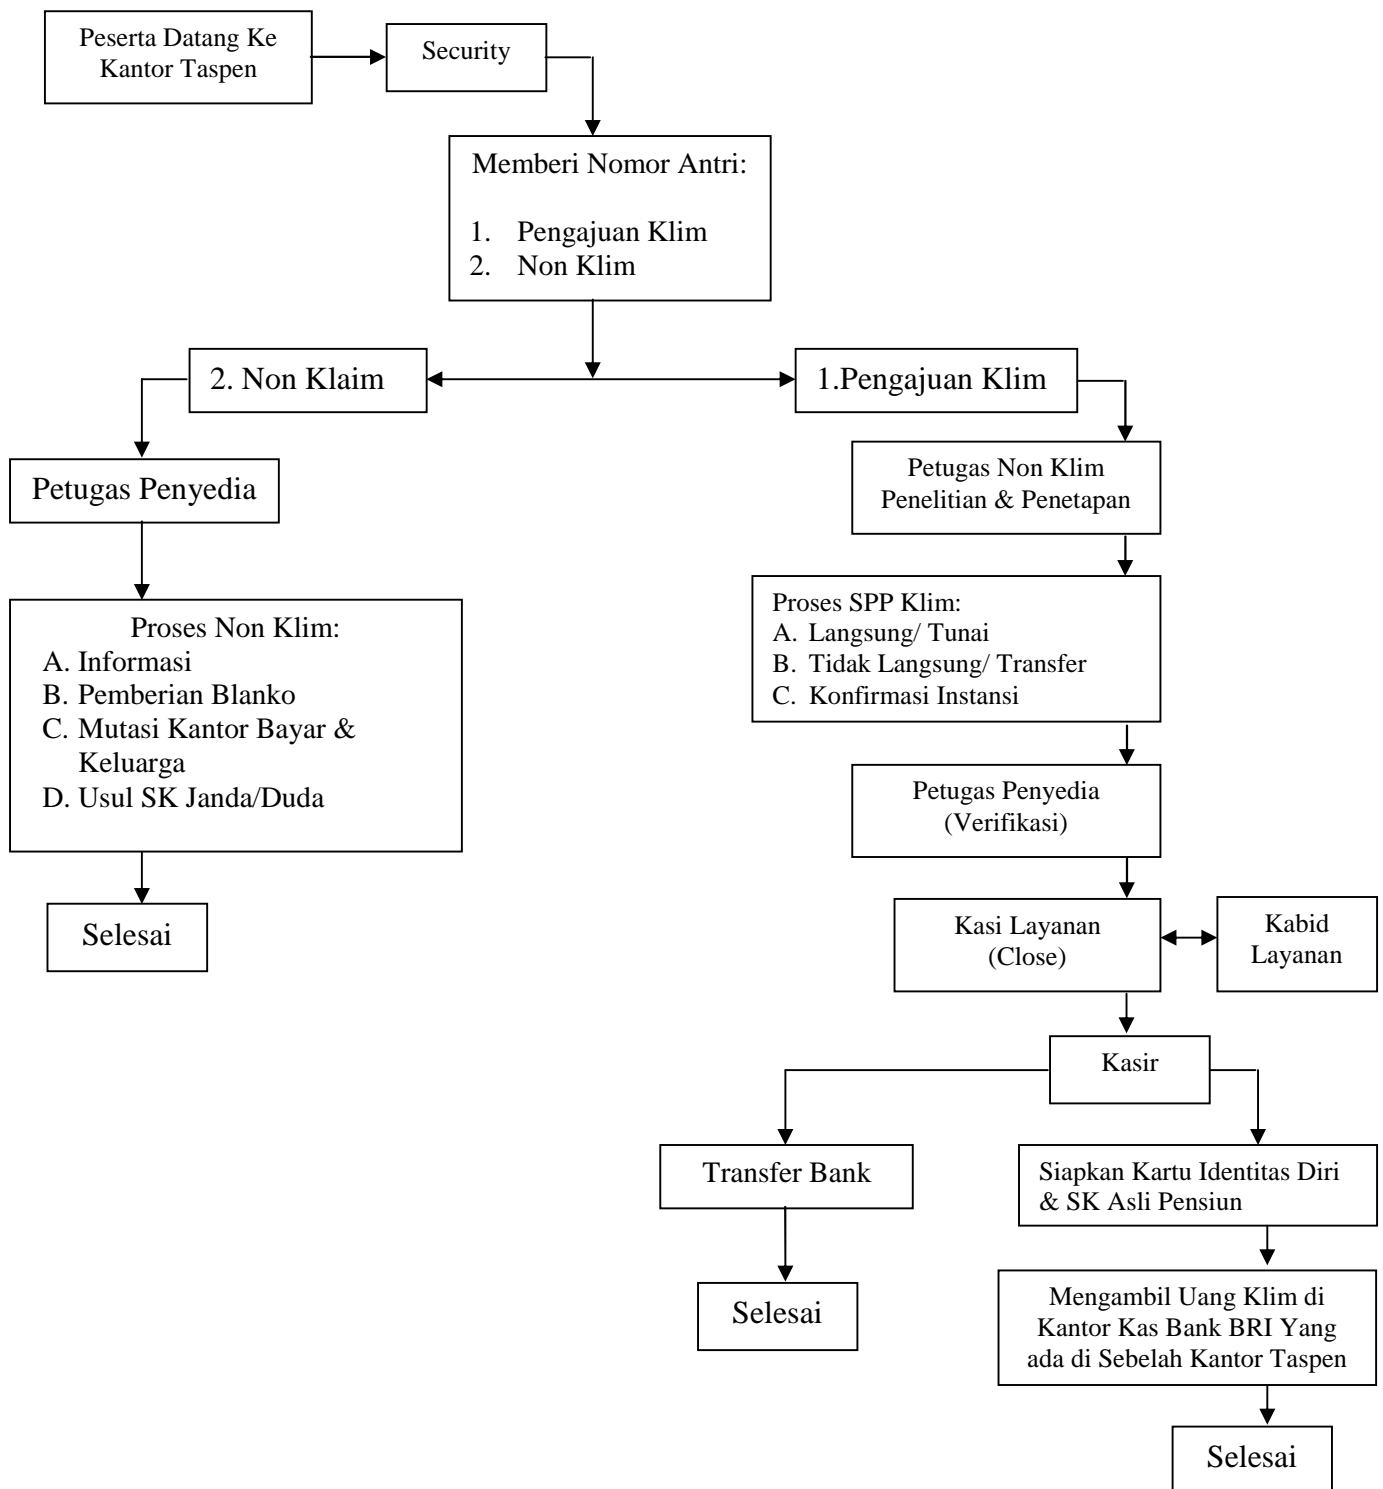 Peserta Datang Ke
Kantor Taspen
Security
Memberi Nomor Antri:
1. Pengajuan Klim
2. Non Klim
2. Non Klaim
1.Pengajuan Klim
Petugas Penyedia
Petugas Non Klim
Penelitian & Penetapan
Proses Non Klim:
A. Informasi
B. Pemberian Blanko
C. Mutasi Kantor Bayar &
Keluarga
D. Usul SK Janda/Duda
Selesai
Proses SPP Klim:
A. Langsung/ Tunai
B. Tidak Langsung/ Transfer
C. Konfirmasi Instansi
Petugas Penyedia
(Verifikasi)
Kasi Layanan
(Close)
Kabid
Layanan
Kasir
Transfer Bank
Selesai
Siapkan Kartu Identitas Diri
& SK Asli Pensiun
Mengambil Uang Klim di
Kantor Kas Bank BRI Yang
ada di Sebelah Kantor Taspen
Selesai